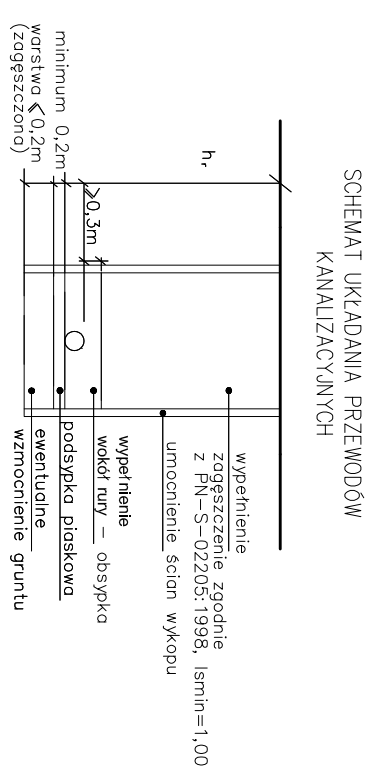 SCHEMAT UKŁADANIA PRZEWODÓW
KANALIZACYJNYCH
hr
≥0,3m
minimum 0,2m
warstwa ≤0,2m
(zagęszczona)
wypełnienie
zagęszczenie zgodnie
z PN-S-02205:1998, Ismin=1,00
umocnienie ścian wykopu
wypełnienie
wokół rury - obsypka
podsypka piaskowa
ewentualne
wzmocnienie gruntu